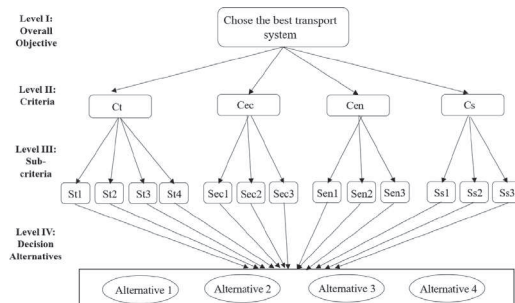 Level I:
Overall
Objective
Chose the best transport
system
Level II:
Criteria
Ct
Cec
Cen
Cs
Level III:
Sub-
criteria
St1
St2
St3
St4
Sec1
Sec2
Sec3
Sen1
Sen2
Sen3
Ss1
Ss2
Ss3
Level IV:
Decision
Alternatives
Alternative 1
Alternative 2
Alternative 3
Alternative 4